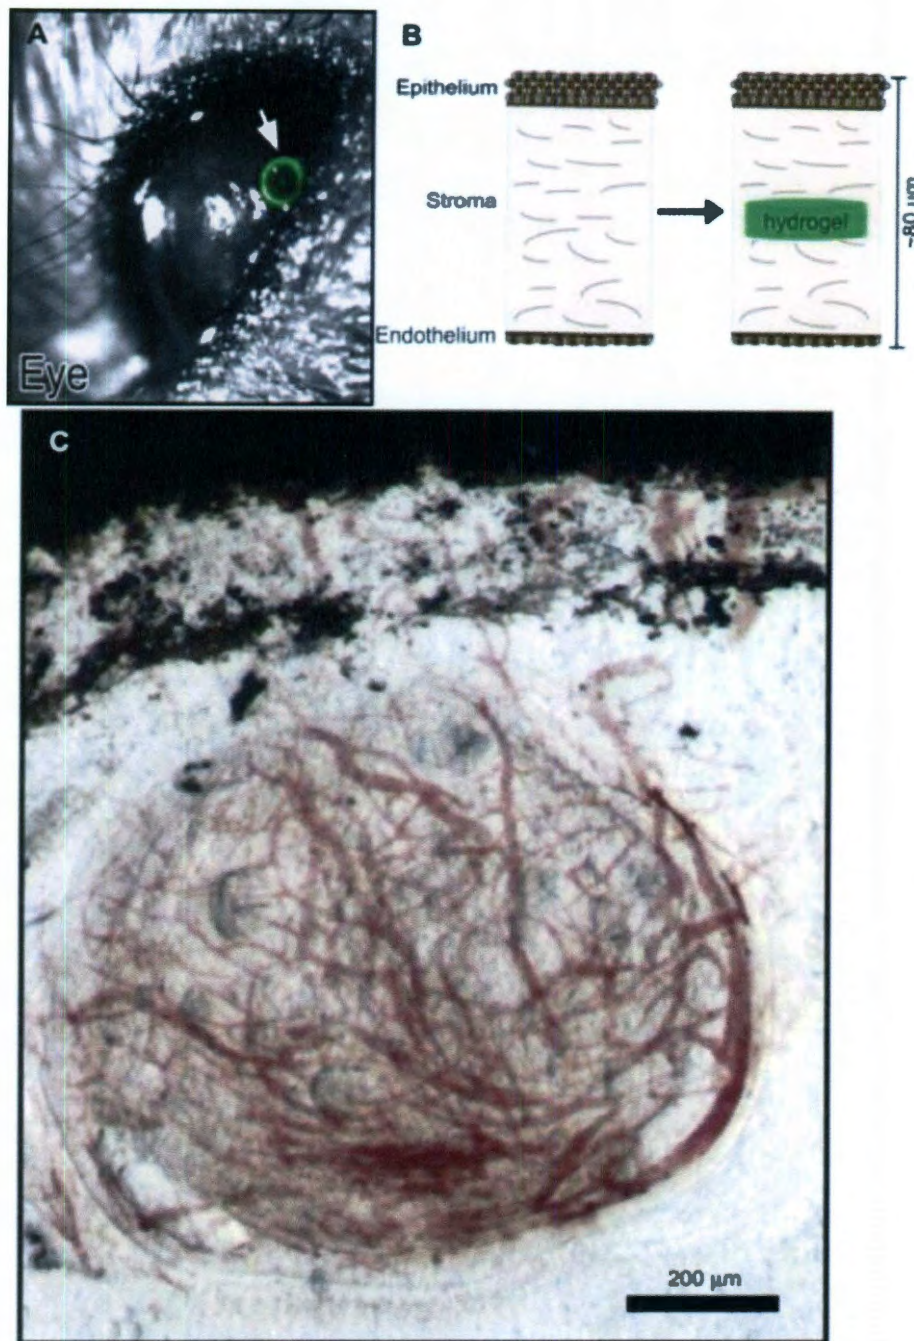 A
Eye
B
Epithelium
Stroma
Endothelium
hydrogel
~80 μm
C
200 μm